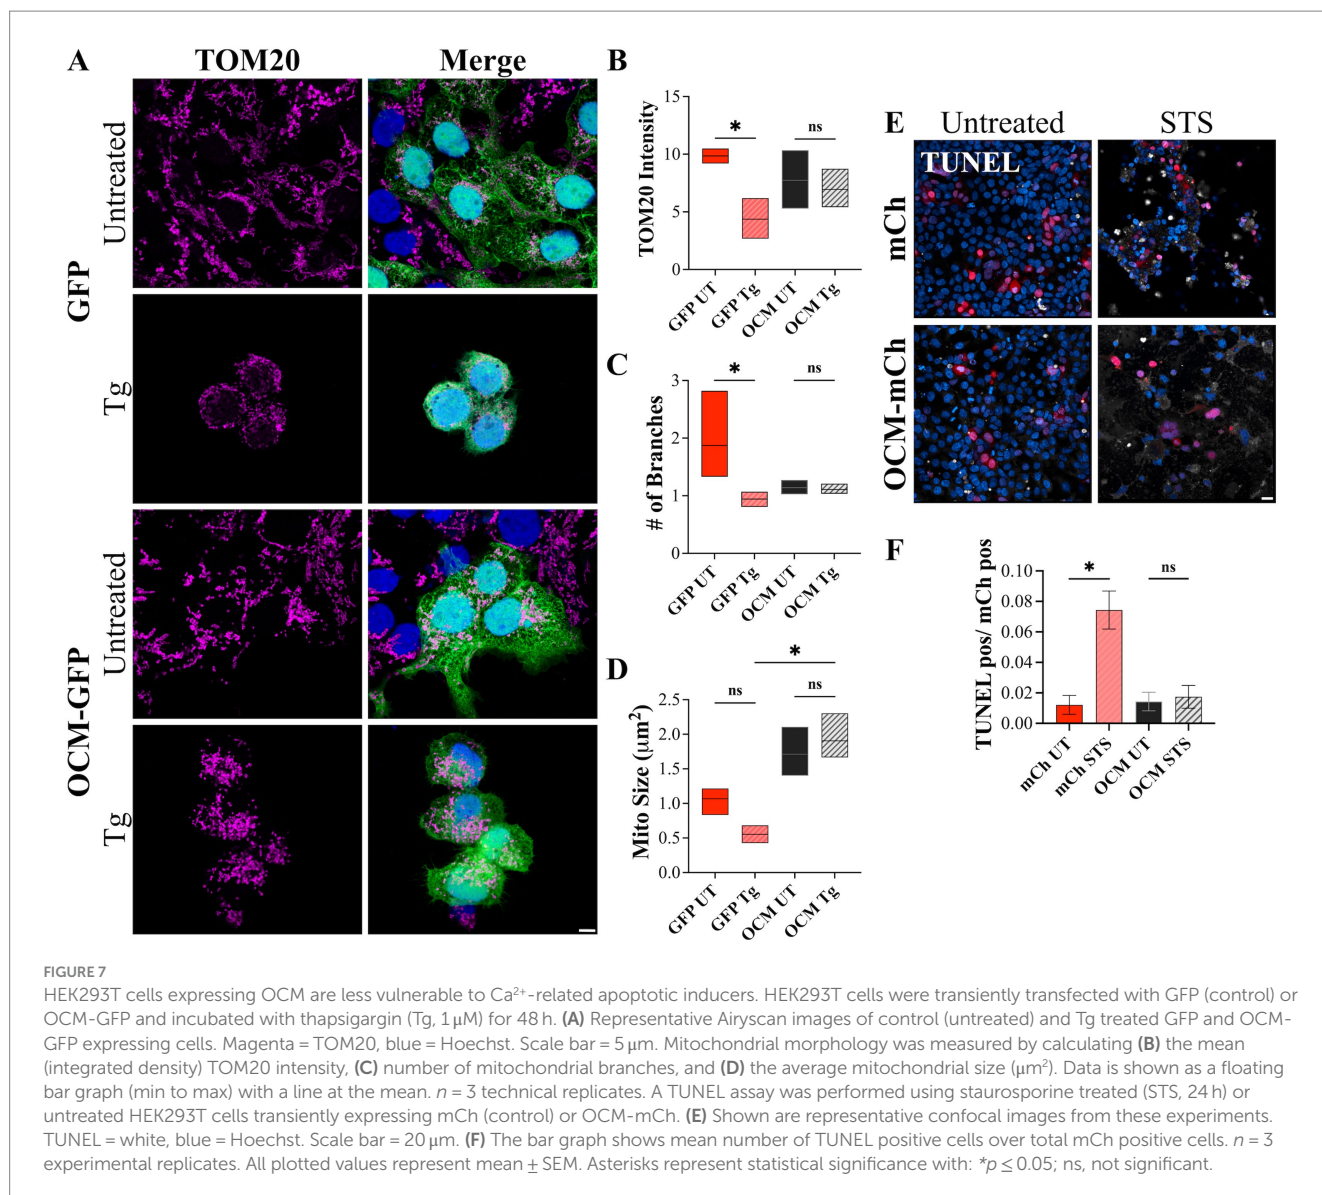 A
TOM20
Merge
GFP
Untreated
Tg
OCM-GFP
Untreated
Tg
B
TOM20 Intensity
15
10
5
0
*
ns
GFP UT
GFP Tg
OCM UT
OCM Tg
C
# of Branches
3
2
1
0
*
ns
GFP UT
GFP Tg
OCM UT
OCM Tg
D
Mito Size (μm²)
2.5
2.0
1.5
1.0
0.5
0.0
*
ns
ns
GFP UT
GFP Tg
OCM UT
OCM Tg
E
Untreated
STS
TUNEL
mCh
OCM-mCh
F
TUNEL pos/ mCh pos
0.10
0.08
0.06
0.04
0.02
0.00
*
ns
mCh UT
mCh STS
OCM UT
OCM STS
FIGURE 7
HEK293T cells expressing OCM are less vulnerable to Ca²⁺-related apoptotic inducers. HEK293T cells were transiently transfected with GFP (control) or
OCM-GFP and incubated with thapsigargin (Tg, 1 μM) for 48 h. (A) Representative Airyscan images of control (untreated) and Tg treated GFP and OCM-
GFP expressing cells. Magenta = TOM20, blue = Hoechst. Scale bar = 5 μm. Mitochondrial morphology was measured by calculating (B) the mean
(integrated density) TOM20 intensity, (C) number of mitochondrial branches, and (D) the average mitochondrial size (μm²). Data is shown as a floating
bar graph (min to max) with a line at the mean. n = 3 technical replicates. A TUNEL assay was performed using staurosporine treated (STS, 24 h) or
untreated HEK293T cells transiently expressing mCh (control) or OCM-mCh. (E) Shown are representative confocal images from these experiments.
TUNEL = white, blue = Hoechst. Scale bar = 20 μm. (F) The bar graph shows mean number of TUNEL positive cells over total mCh positive cells. n = 3
experimental replicates. All plotted values represent mean ± SEM. Asterisks represent statistical significance with: *p ≤ 0.05; ns, not significant.